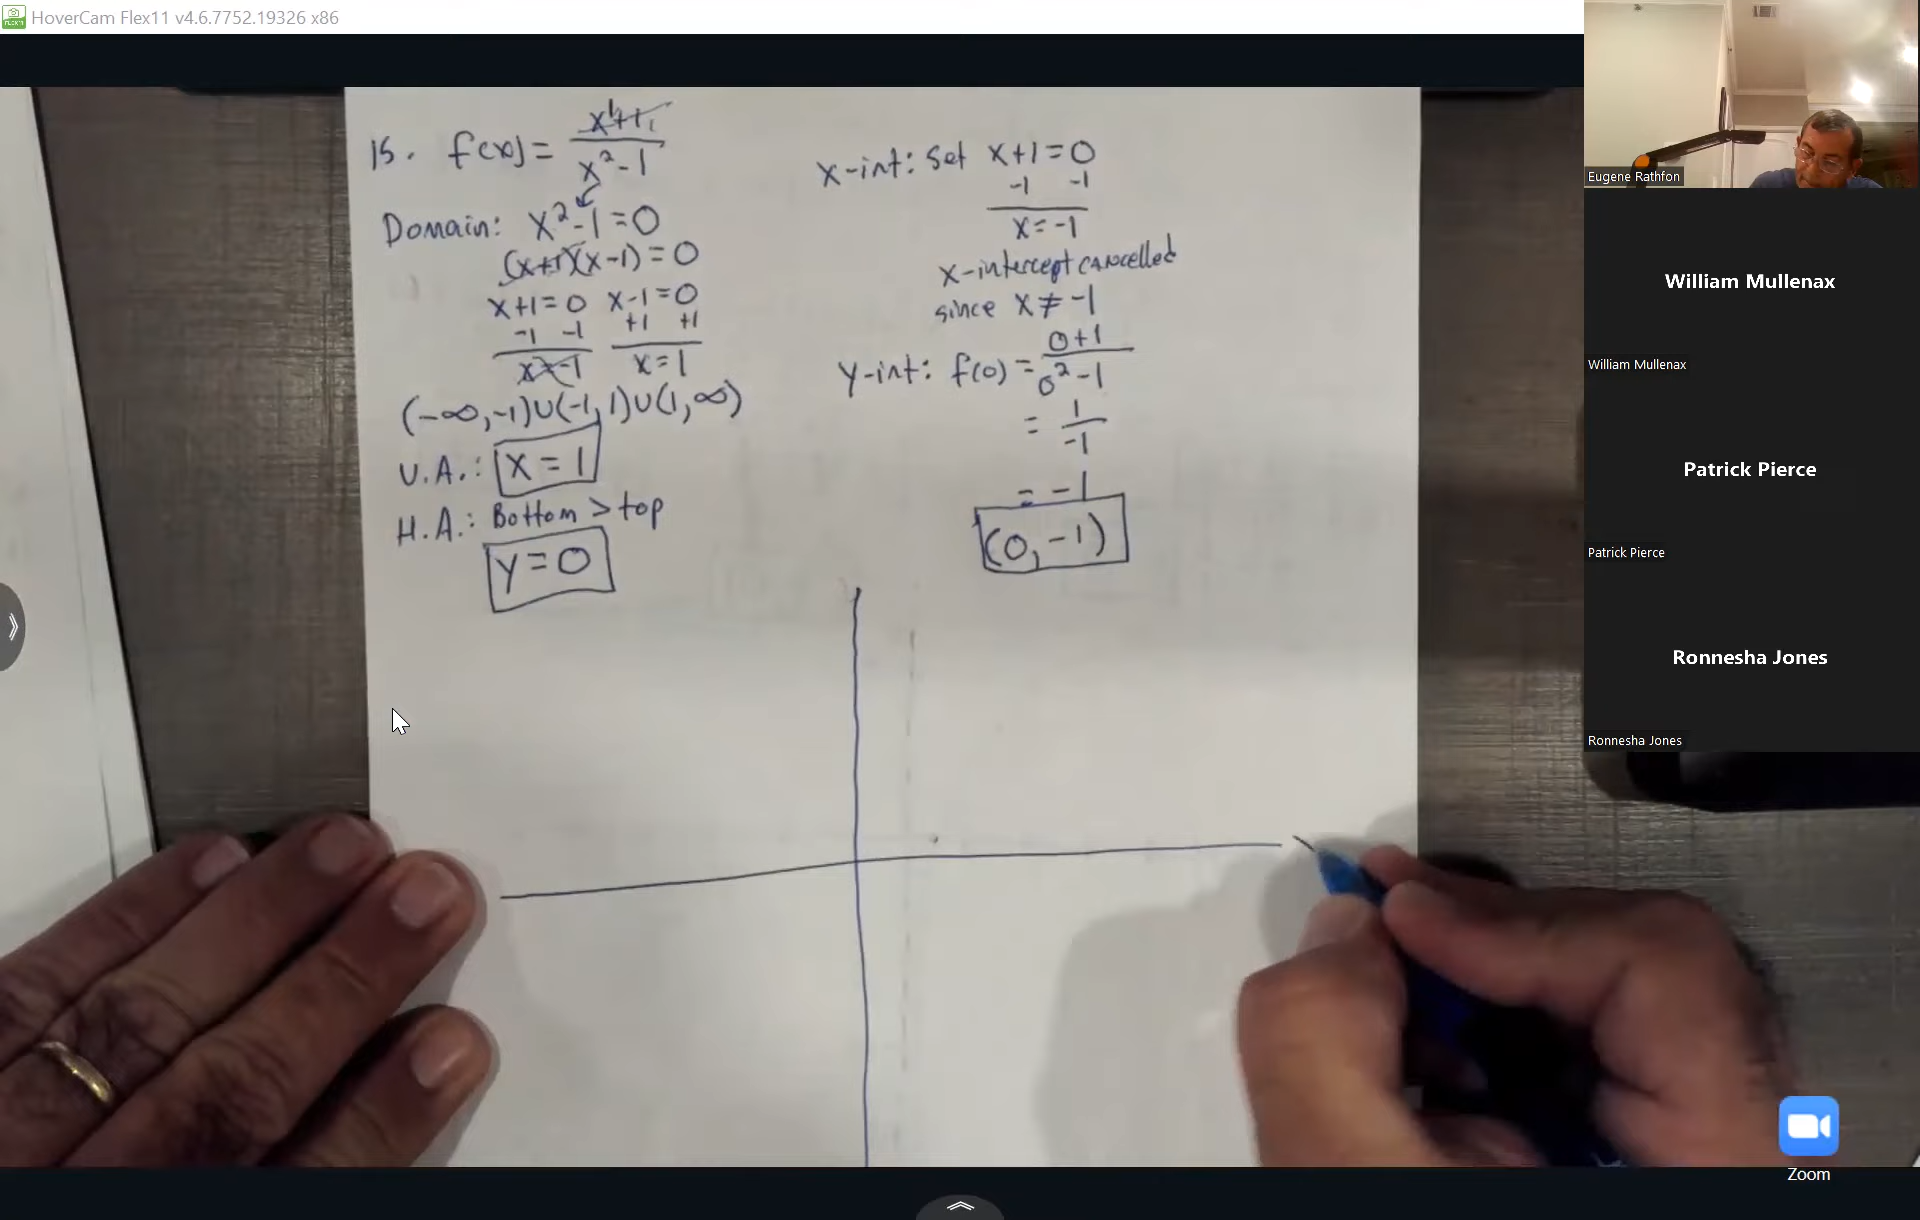 HoverCam Flex11 v4.6.7752.19326 x86
15. f(x) = x+1
x² - 1
Domain: x² - 1 = 0
(x+1)(x-1) = 0
x+1 = 0 x-1 = 0
-1 -1 +1 +1
x = -1 x = 1
(-∞, -1)∪(-1, 1)∪(1, ∞)
V.A.: x = 1
H.A.: Bottom > top
y = 0
x-int: set x+1 = 0
-1 -1
x = -1
x-intercept cancelled
since x ≠ -1
y-int: f(0) = 0+1
0² - 1
= 1
-1
= -1
(0, -1)
Eugene Rathfon
William Mullenax
William Mullenax
Patrick Pierce
Patrick Pierce
Ronnesha Jones
Ronnesha Jones
Zoom